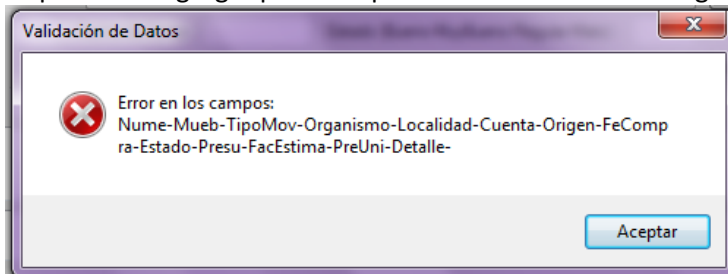 Validación de Datos
Error en los campos:
Nume-Mueb-TipoMov-Organismo-Localidad-Cuenta-Origen-FeComp
ra-Estado-Presu-FacEstima-PreUni-Detalle-
Aceptar